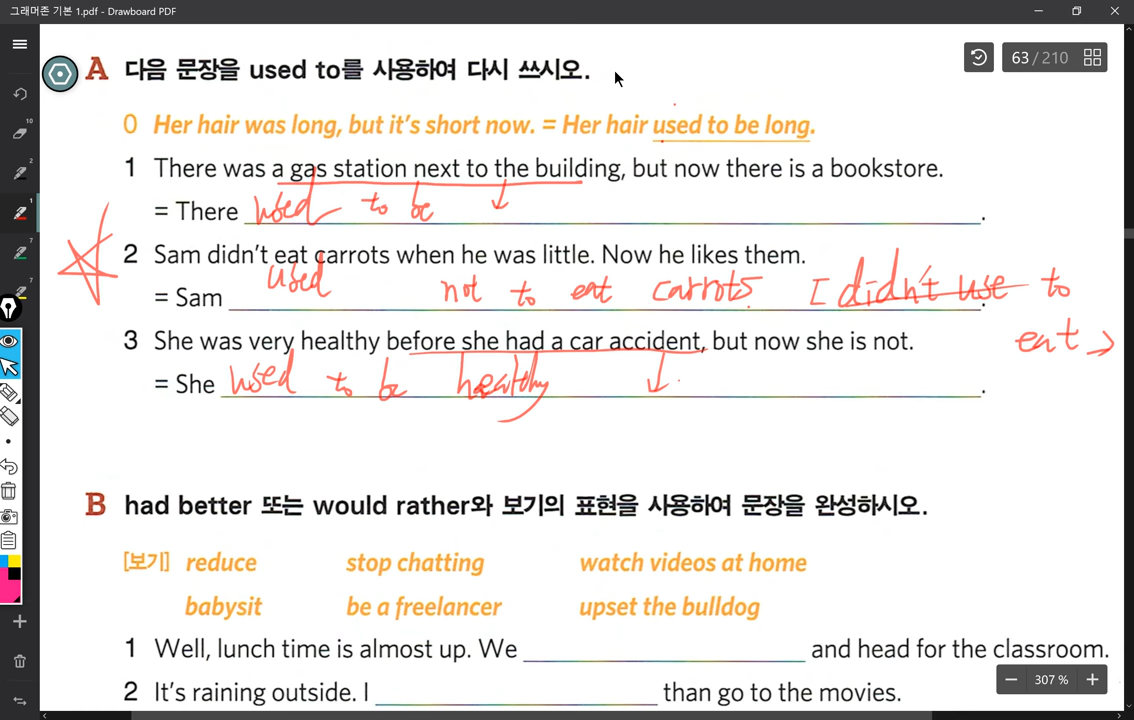 그래머존 기본 1.pdf - Drawboard PDF
63 / 210
A 다음 문장을 used to를 사용하여 다시 쓰시오.
0 Her hair was long, but it's short now. = Her hair used to be long.
1 There was a gas station next to the building, but now there is a bookstore.
= There used to be .
2 Sam didn't eat carrots when he was little. Now he likes them.
= Sam used not to eat carrots. [didn't use to
eat
3 She was very healthy before she had a car accident, but now she is not.
= She used to be healthy .
B had better 또는 would rather와 보기의 표현을 사용하여 문장을 완성하시오.
[보기] reduce stop chatting watch videos at home
babysit be a freelancer upset the bulldog
1 Well, lunch time is almost up. We and head for the classroom.
2 It's raining outside. I than go to the movies.
307 %
10
2
1
7
7